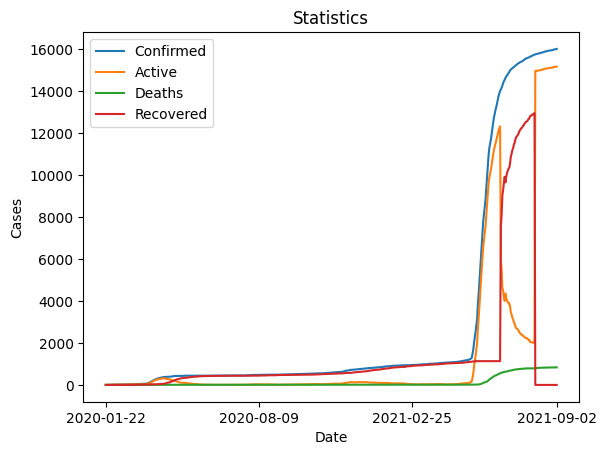 Statistics
Confirmed
Active
Deaths
Recovered
16000
14000
12000
10000
8000
6000
4000
2000
0
Cases
2020-01-22
2020-08-09
2021-02-25
2021-09-02
Date